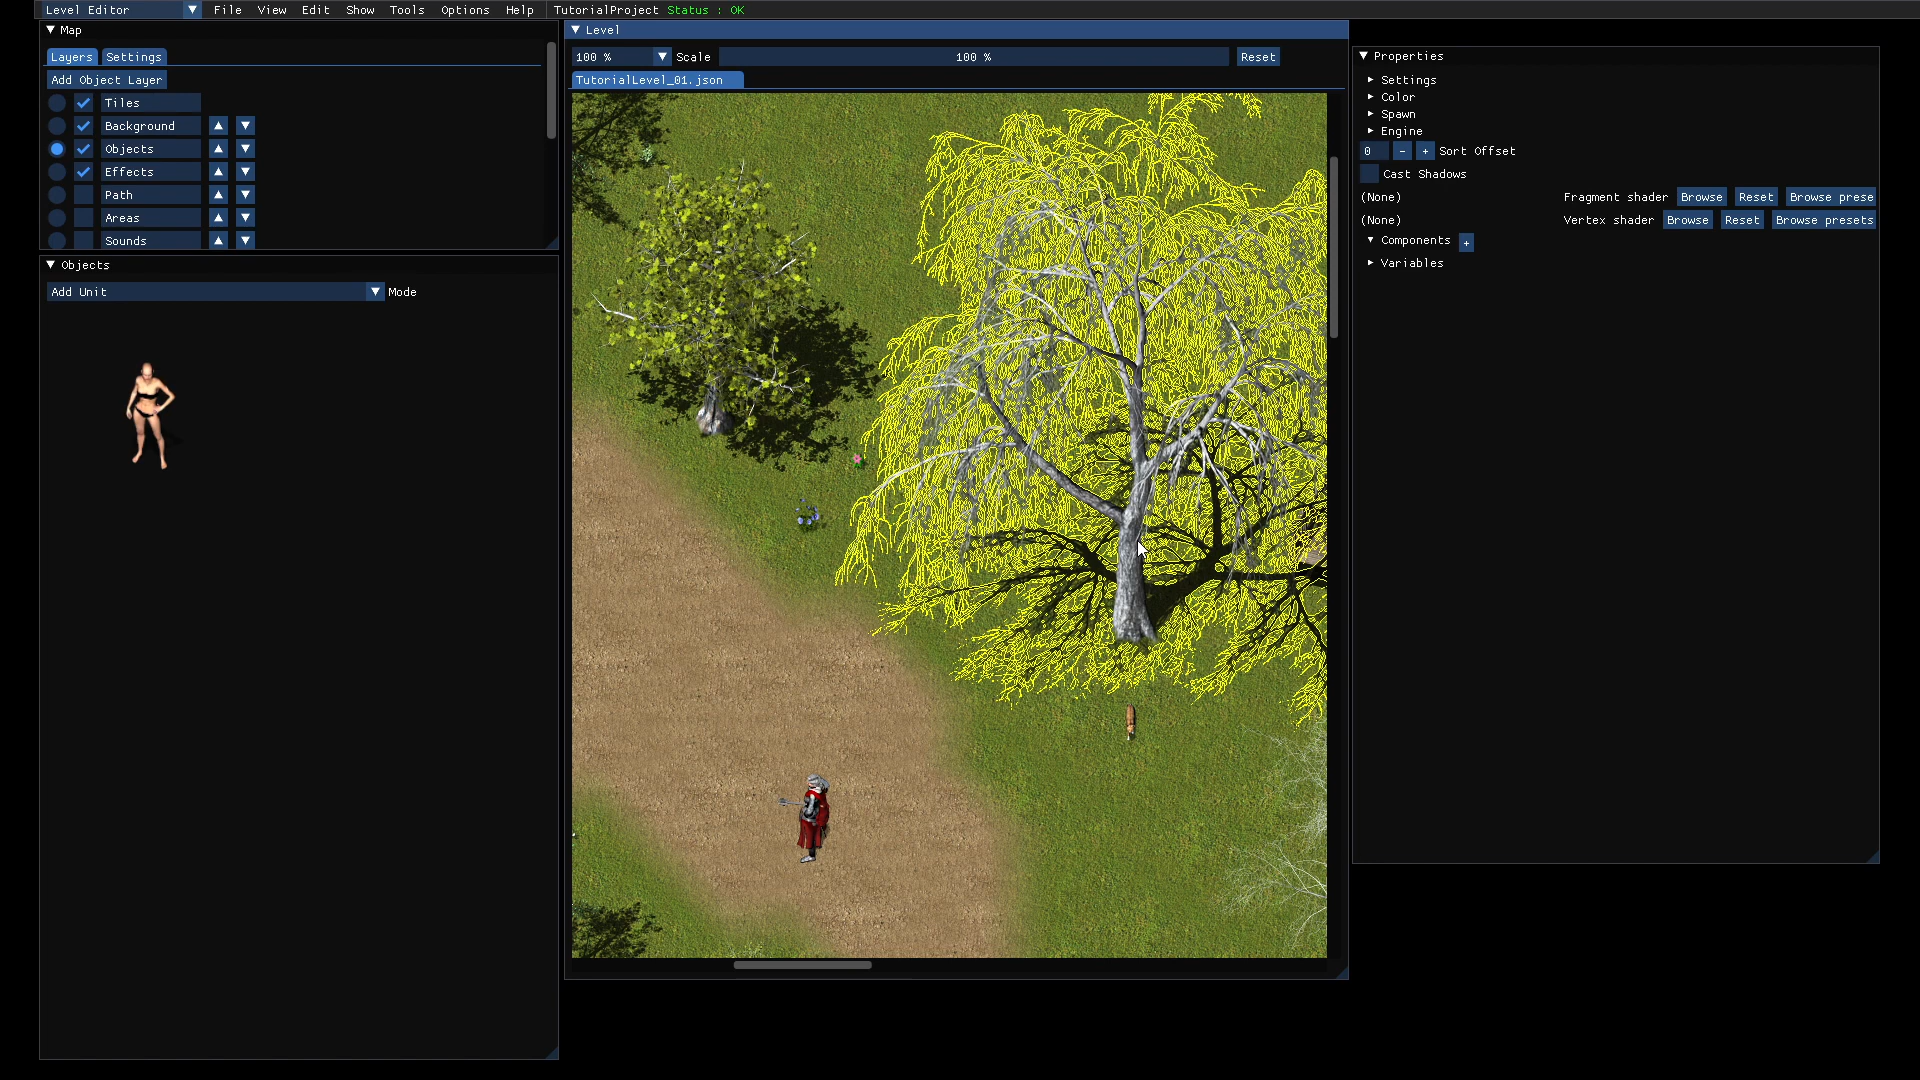 Level Editor File View Edit Show Tools Options Help TutorialProject Status : OK
Map
Layers Settings
Add Object Layer
Tiles
Background
Objects
Effects
Path
Areas
Sounds
Objects
Add Unit Mode
Level
100 % Scale 100 % Reset
TutorialLevel_01.json
Properties
Settings
Color
Spawn
Engine
0 - + Sort Offset
Cast Shadows
(None) Fragment shader Browse Reset Browse prese
(None) Vertex shader Browse Reset Browse presets
Components +
Variables